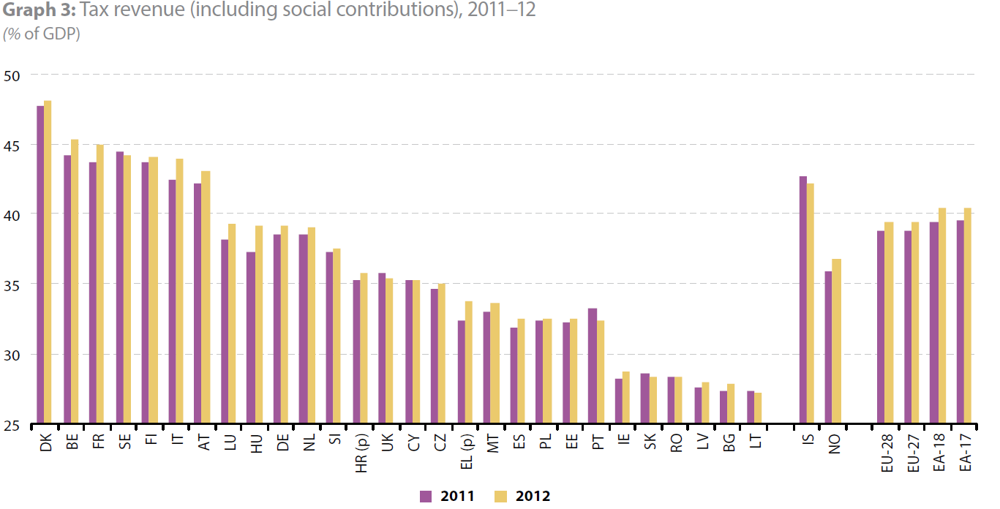 Graph 3: Tax revenue (including social contributions), 2011–12
(% of GDP)
50
45
40
35
30
25
DK BE FR SE FI IT AT LU HU DE NL SI HR (p) UK CY CZ EL (p) MT ES PL EE PT IE SK RO LV BG LT IS NO EU-28 EU-27 EA-18 EA-17
2011 2012